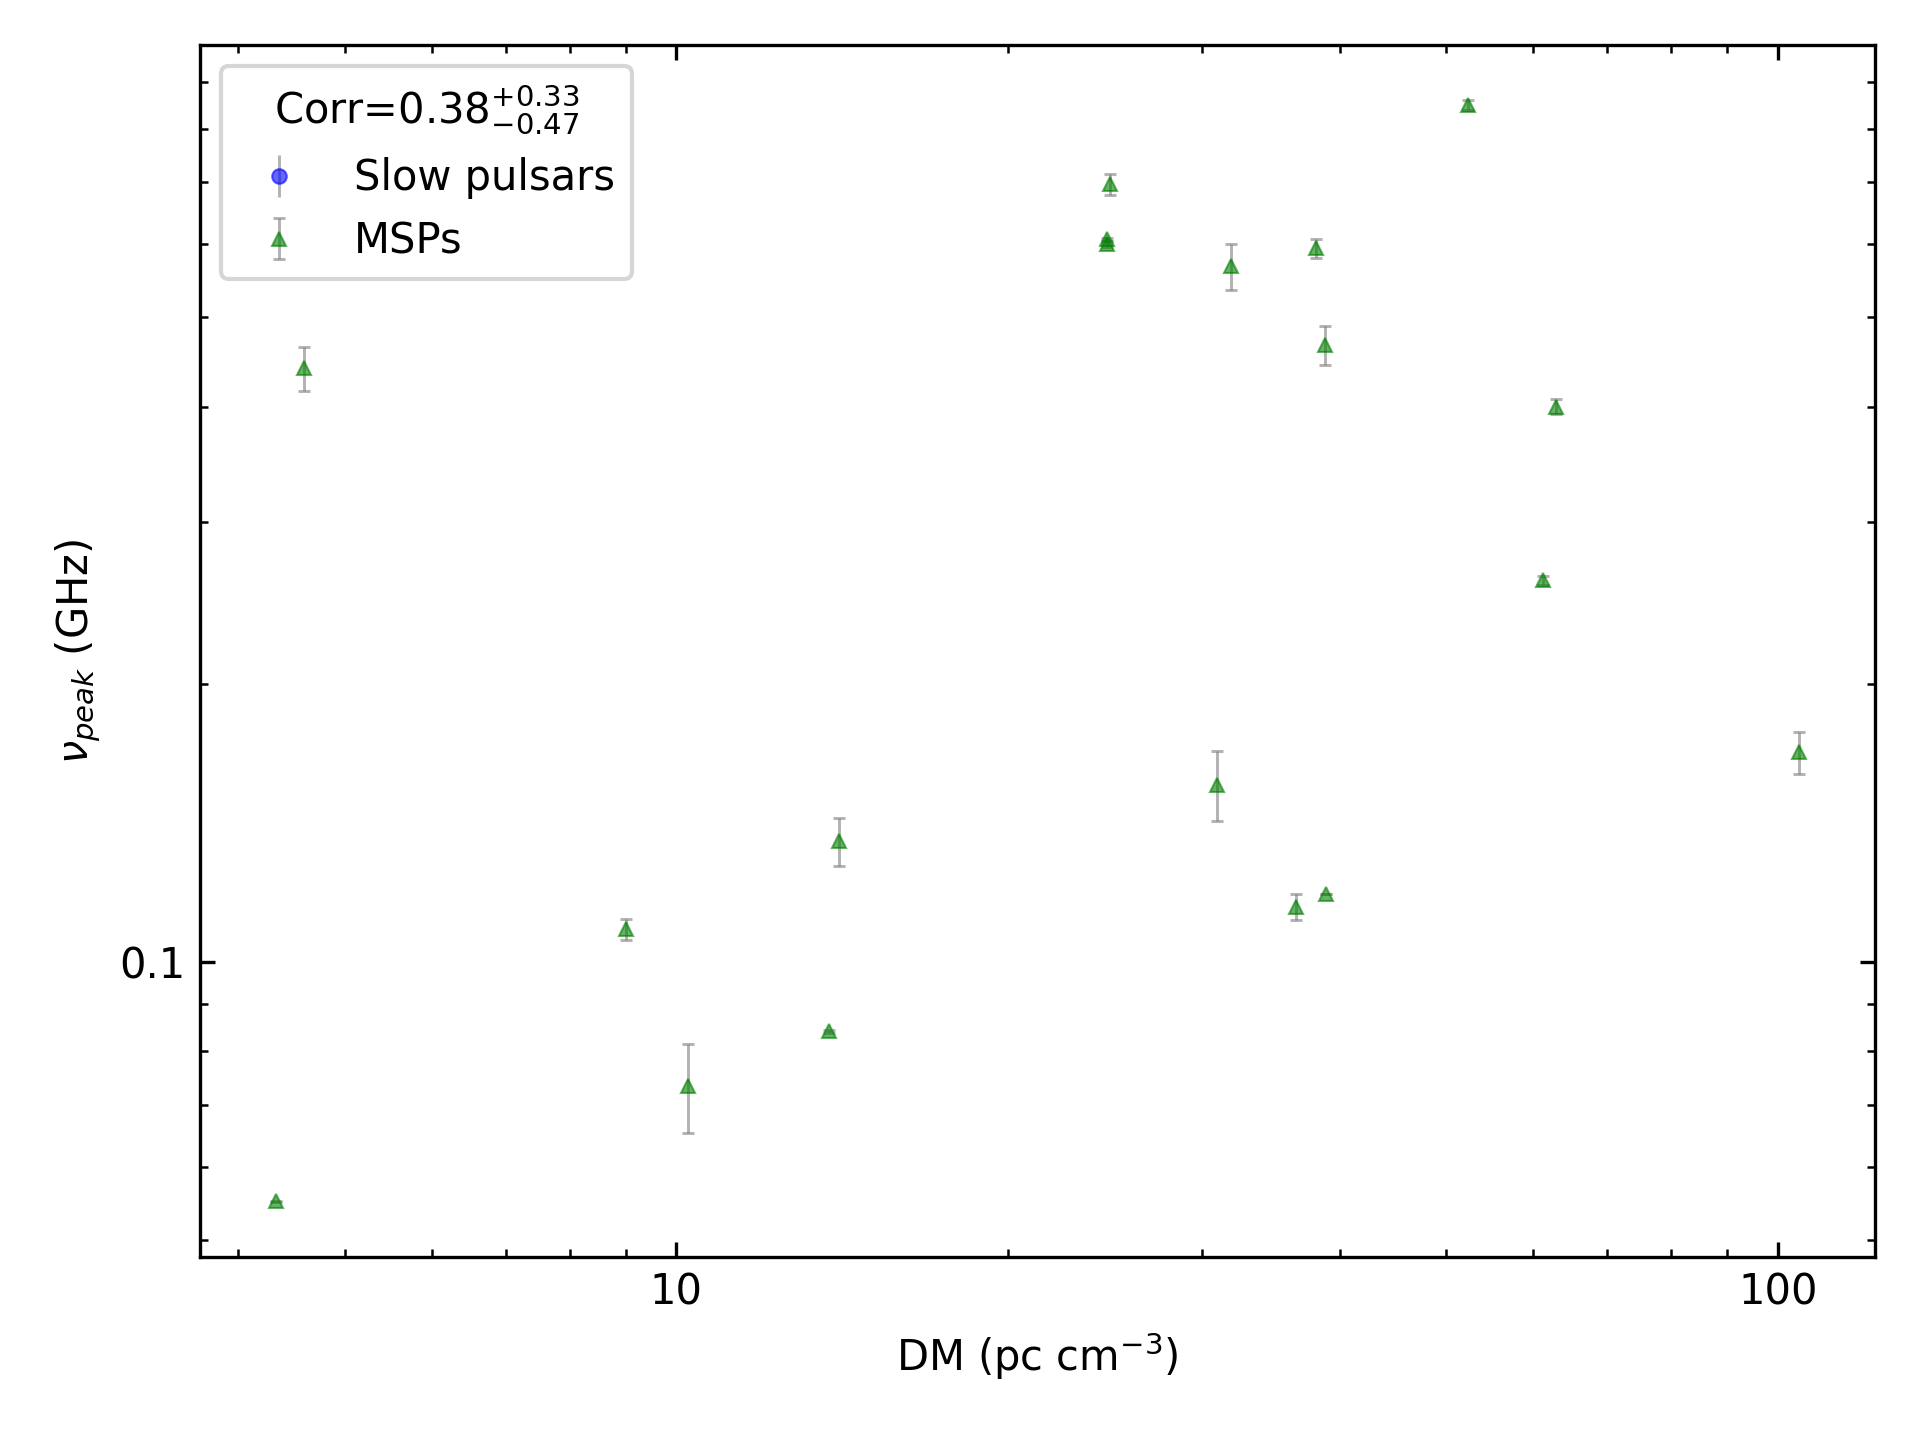 Corr=0.38$^{+0.33}_{-0.47}$
Slow pulsars
MSPs
ν$_{peak}$ (GHz)
0.1
10
100
DM (pc cm$^{-3}$)